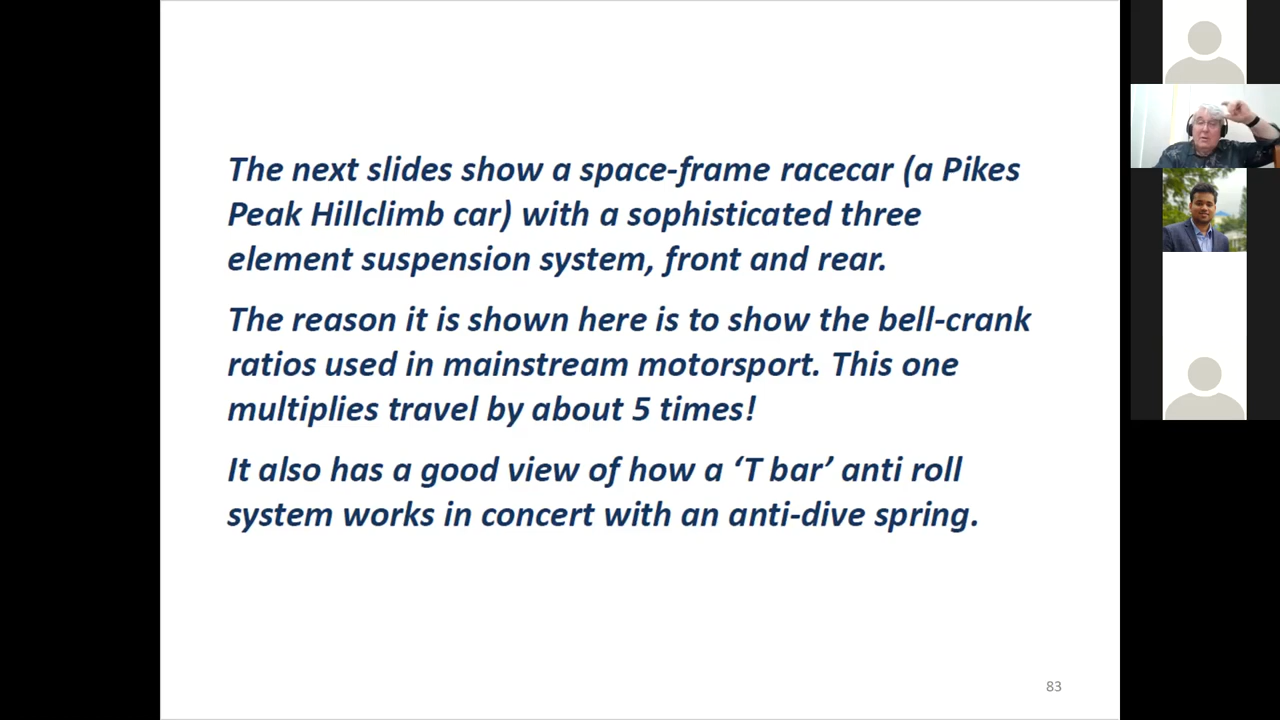 The next slides show a space-frame racecar (a Pikes
Peak Hillclimb car) with a sophisticated three
element suspension system, front and rear.
The reason it is shown here is to show the bell-crank
ratios used in mainstream motorsport. This one
multiplies travel by about 5 times!
It also has a good view of how a ‘T bar’ anti roll
system works in concert with an anti-dive spring.
83